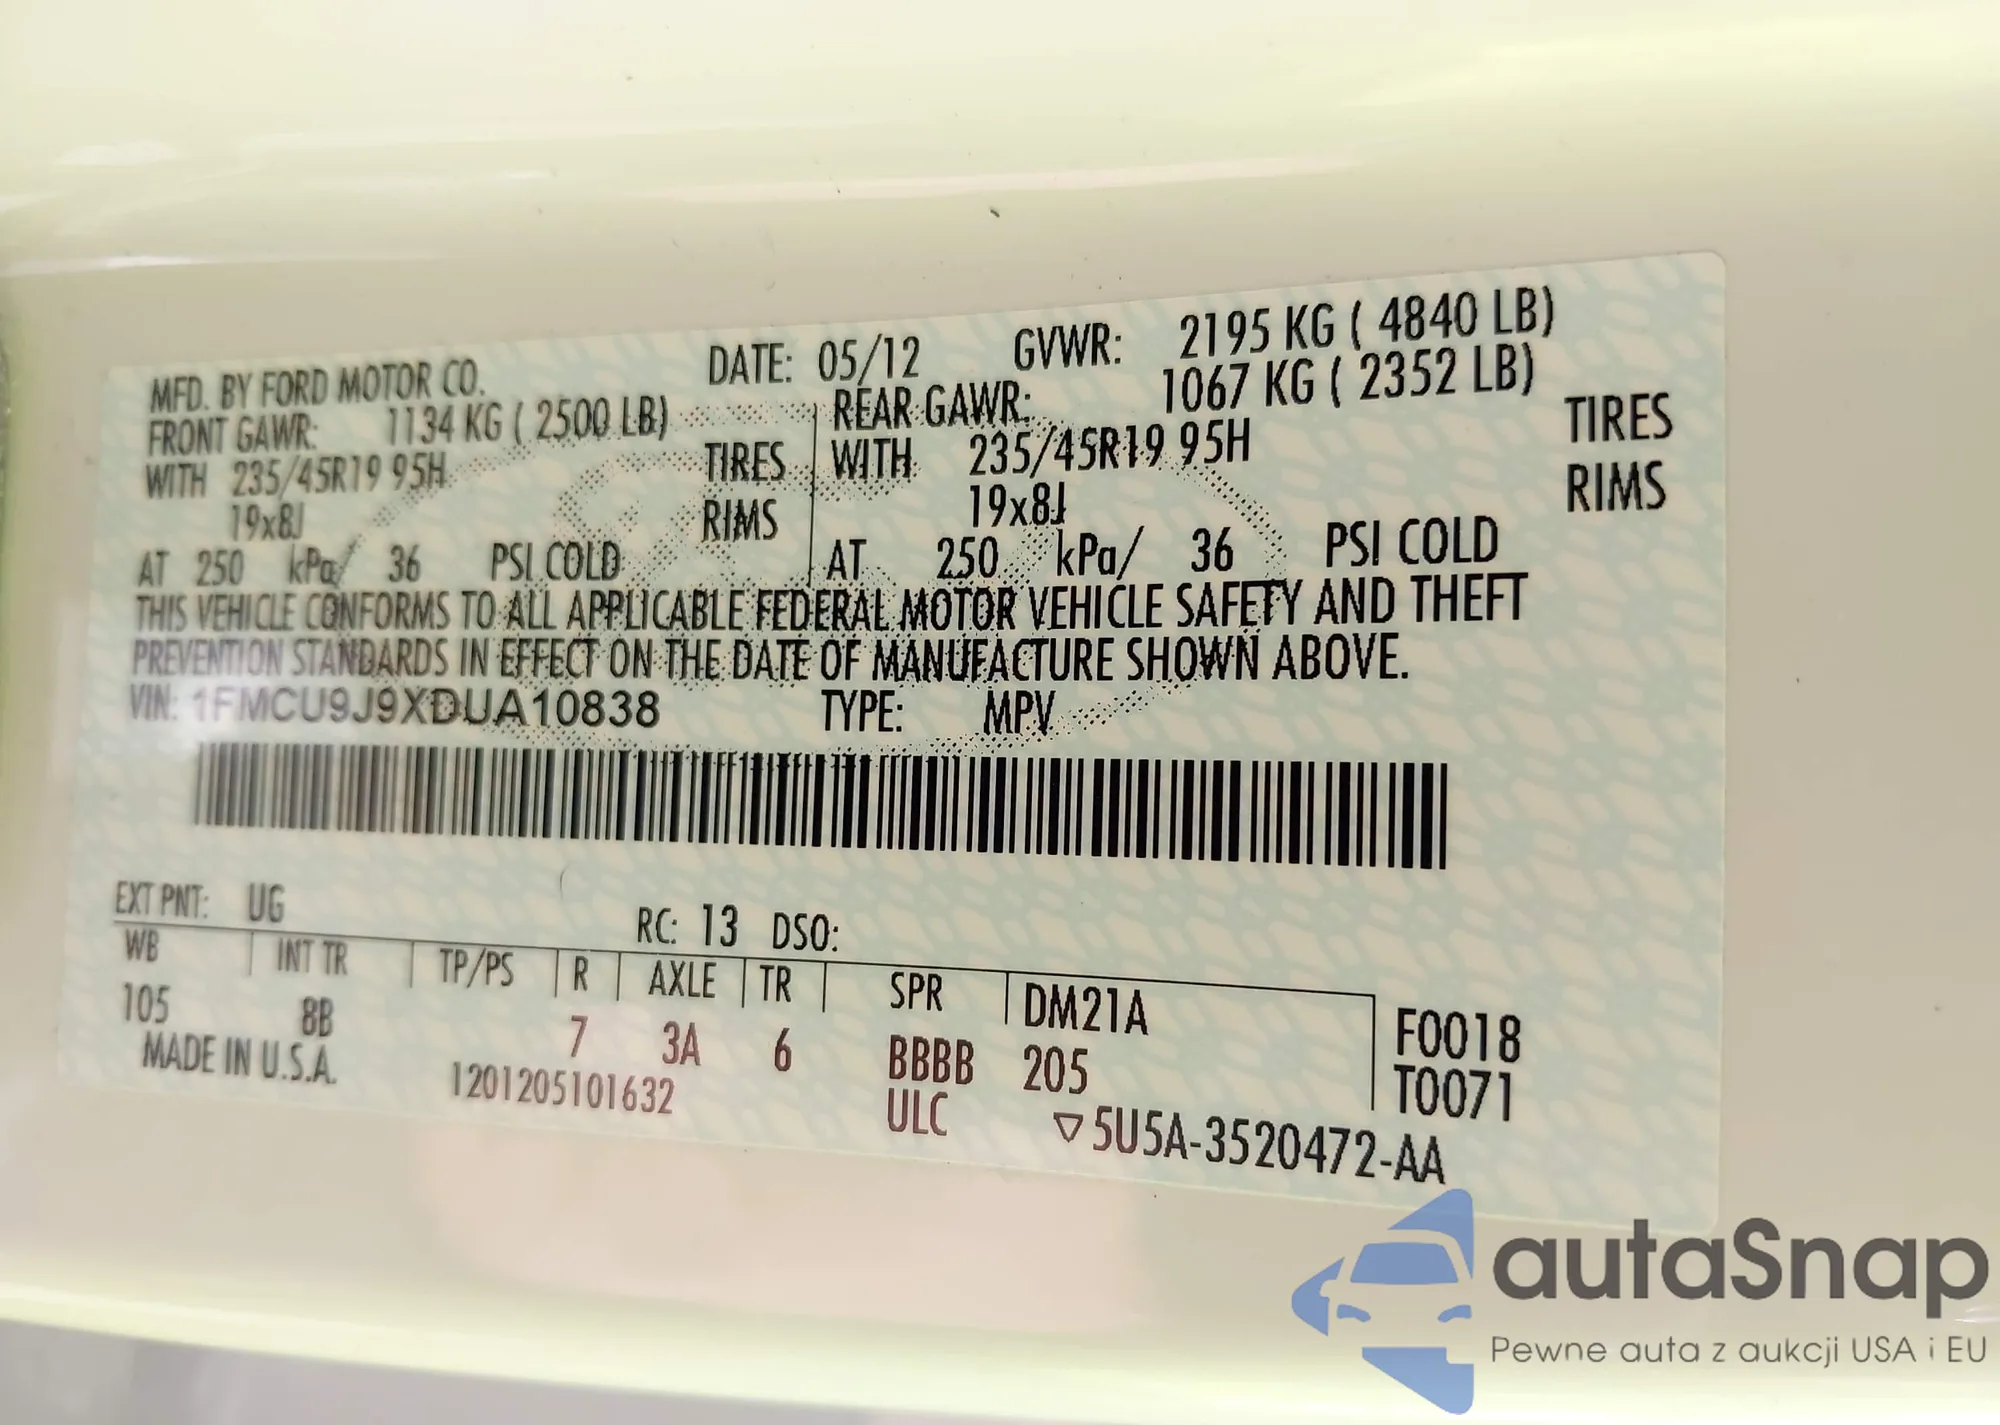 MFD. BY FORD MOTOR CO. DATE: 05/12 GVWR: 2195 KG ( 4840 LB)
FRONT GAWR: 1134 KG ( 2500 LB) REAR GAWR: 1067 KG ( 2352 LB)
WITH 235/45R19 95H TIRES WITH 235/45R19 95H TIRES
19x8J RIMS 19x8J RIMS
AT 250 kPa/ 36 PSI COLD AT 250 kPa/ 36 PSI COLD
THIS VEHICLE CONFORMS TO ALL APPLICABLE FEDERAL MOTOR VEHICLE SAFETY AND THEFT
PREVENTION STANDARDS IN EFFECT ON THE DATE OF MANUFACTURE SHOWN ABOVE.
VIN: 1FMCU9J9XDUA10838 TYPE: MPV
EXT PNT: UG RC: 13 DSO:
WB INT TR TP/PS R AXLE TR SPR DM21A F0018
105 8B 7 3A 6 BBBB 205 T0071
MADE IN U.S.A. 1201205101632 ULC ▽5U5A-3520472-AA
autaSnap
Pewne auta z aukcji USA i EU